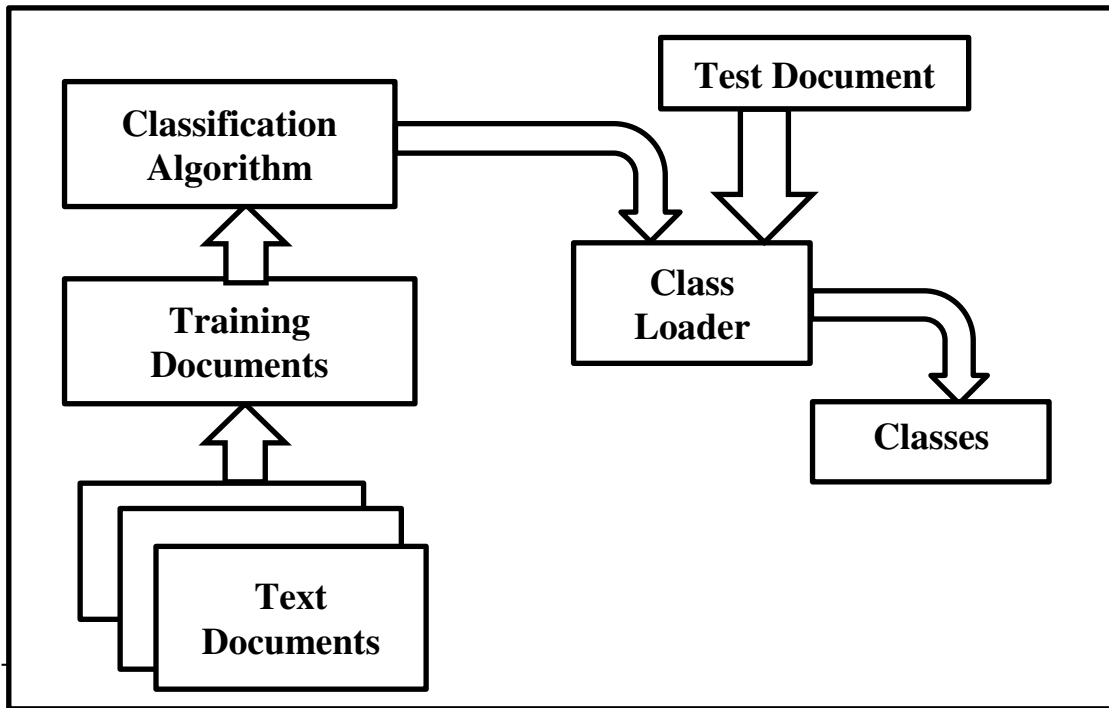 Test Document
Classification
Algorithm
Class
Loader
Training
Documents
Classes
Text
Documents